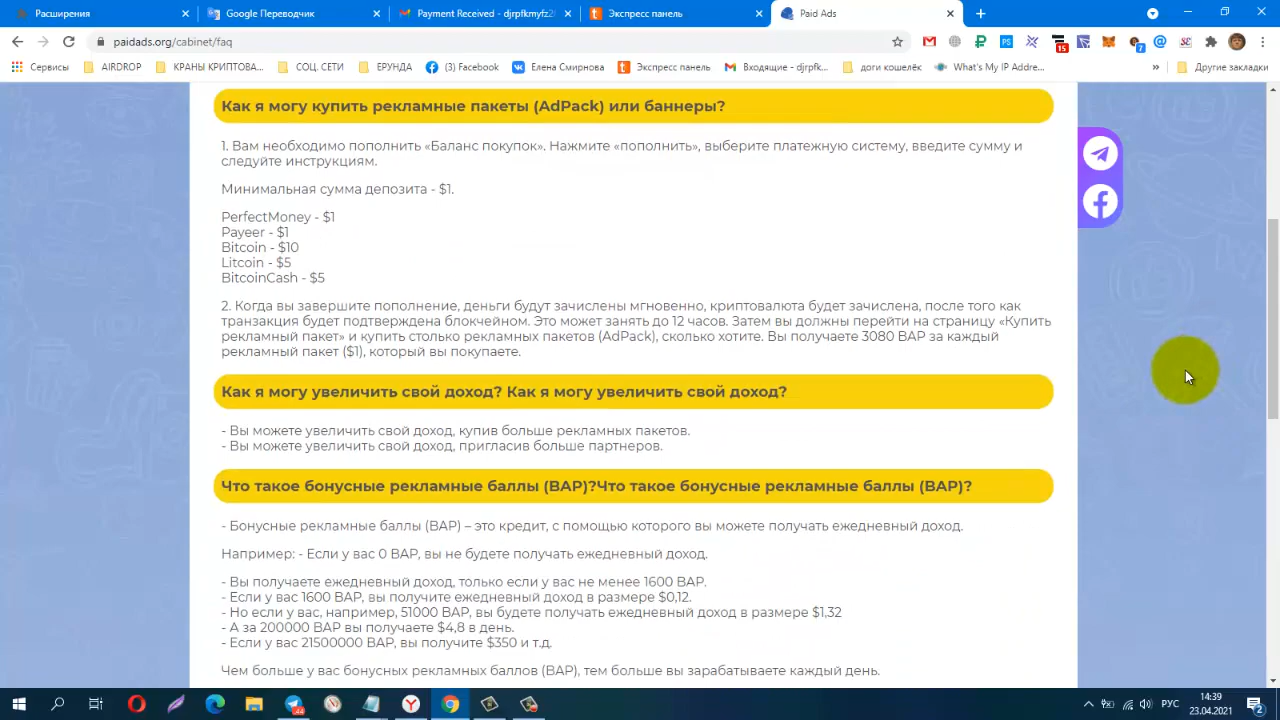 Расширения
Google Переводчик
Payment Received - djrpfkmyfz2
Экспресс панель
Paid Ads
paidads.org/cabinet/faq
15
7
Сервисы
AIRDROP
КРАНЫ КРИПТОВА...
СОЦ. СЕТИ
ЕРУНДА
(3) Facebook
Елена Смирнова
Экспресс панель
Входящие - djrpfk...
доги кошелёк
What's My IP Addre...
»
Другие закладки
Как я могу купить рекламные пакеты (AdPack) или баннеры?
1. Вам необходимо пополнить «Баланс покупок». Нажмите «пополнить», выберите платежную систему, введите сумму и
следуйте инструкциям.
Минимальная сумма депозита - $1.
PerfectMoney - $1
Payeer - $1
Bitcoin - $10
Litcoin - $5
BitcoinCash - $5
2. Когда вы завершите пополнение, деньги будут зачислены мгновенно, криптовалюта будет зачислена, после того как
транзакция будет подтверждена блокчейном. Это может занять до 12 часов. Затем вы должны перейти на страницу «Купить
рекламный пакет» и купить столько рекламных пакетов (AdPack), сколько хотите. Вы получаете 3080 BAP за каждый
рекламный пакет ($1), который вы покупаете.
Как я могу увеличить свой доход? Как я могу увеличить свой доход?
- Вы можете увеличить свой доход, купив больше рекламных пакетов.
- Вы можете увеличить свой доход, пригласив больше партнеров.
Что такое бонусные рекламные баллы (BAP)?Что такое бонусные рекламные баллы (BAP)?
- Бонусные рекламные баллы (BAP) – это кредит, с помощью которого вы можете получать ежедневный доход.
Например: - Если у вас 0 BAP, вы не будете получать ежедневный доход.
- Вы получаете ежедневный доход, только если у вас не менее 1600 BAP.
- Если у вас 1600 BAP, вы получите ежедневный доход в размере $0,12.
- Но если у вас, например, 51000 BAP, вы будете получать ежедневный доход в размере $1,32
- А за 200000 BAP вы получаете $4,8 в день.
- Если у вас 21500000 BAP, вы получите $350 и т.д.
Чем больше у вас бонусных рекламных баллов (BAP), тем больше вы зарабатываете каждый день.
РУС
14:39
23.04.2021
2